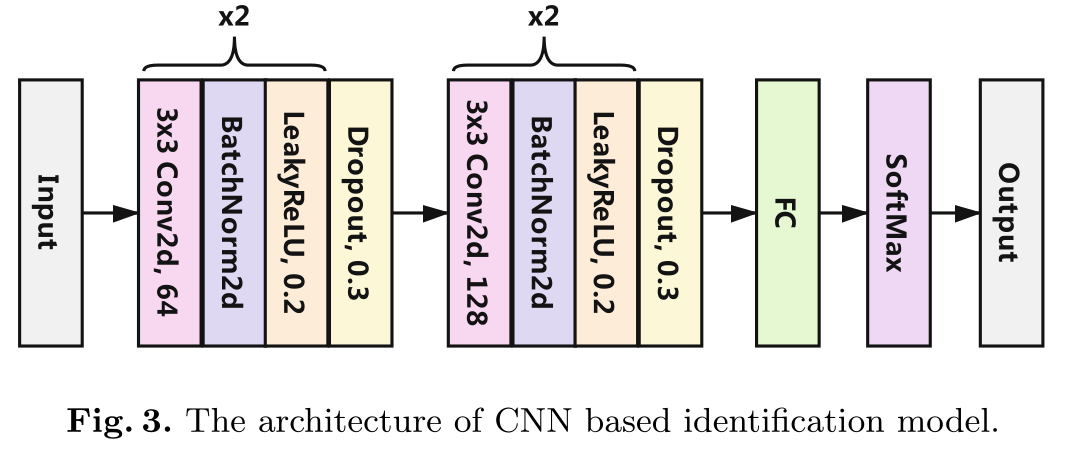 x2
x2
Input
3x3 Conv2d, 64
BatchNorm2d
LeakyReLU, 0.2
Dropout, 0.3
3x3 Conv2d, 128
BatchNorm2d
LeakyReLU, 0.2
Dropout, 0.3
FC
SoftMax
Output
Fig. 3. The architecture of CNN based identification model.